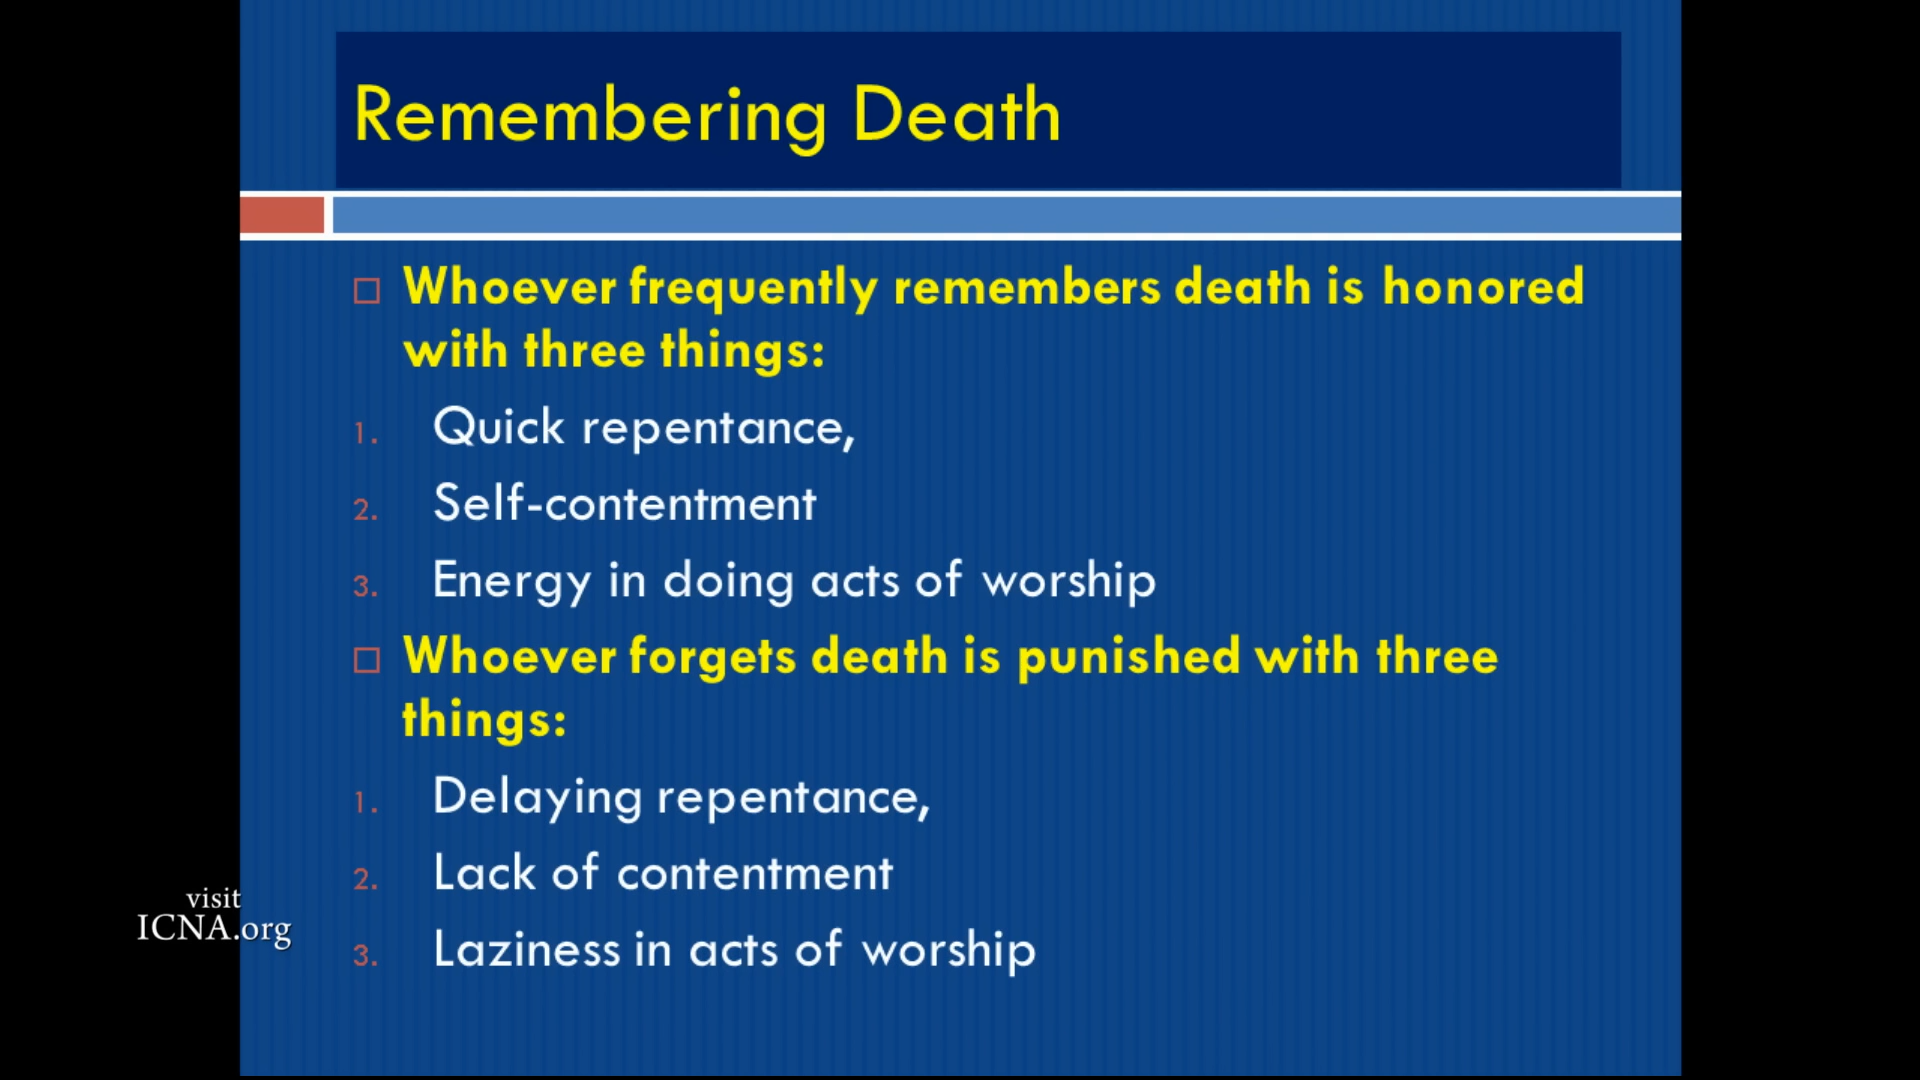 Remembering Death
Whoever frequently remembers death is honored
with three things:
1. Quick repentance,
2. Self-contentment
3. Energy in doing acts of worship
Whoever forgets death is punished with three
things:
1. Delaying repentance,
2. Lack of contentment
3. Laziness in acts of worship
visit
ICNA.org